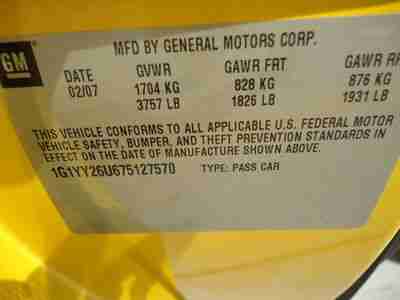 GM
MFD BY GENERAL MOTORS CORP.
DATE GVWR GAWR FRT GAWR RR
02/07 1704 KG 828 KG 876 KG
3757 LB 1826 LB 1931 LB
THIS VEHICLE CONFORMS TO ALL APPLICABLE U.S. FEDERAL MOTOR
VEHICLE SAFETY, BUMPER, AND THEFT PREVENTION STANDARDS IN
EFFECT ON THE DATE OF MANUFACTURE SHOWN ABOVE.
1G1YY26U675127570 TYPE: PASS CAR